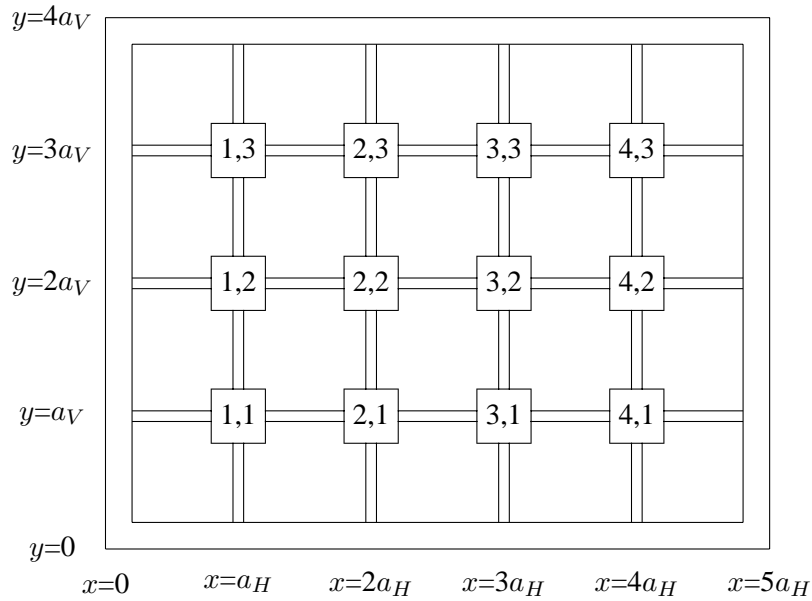 y=4a_V
y=3a_V 1,3 2,3 3,3 4,3
y=2a_V 1,2 2,2 3,2 4,2
y=a_V 1,1 2,1 3,1 4,1
y=0
x=0 x=a_H x=2a_H x=3a_H x=4a_H x=5a_H